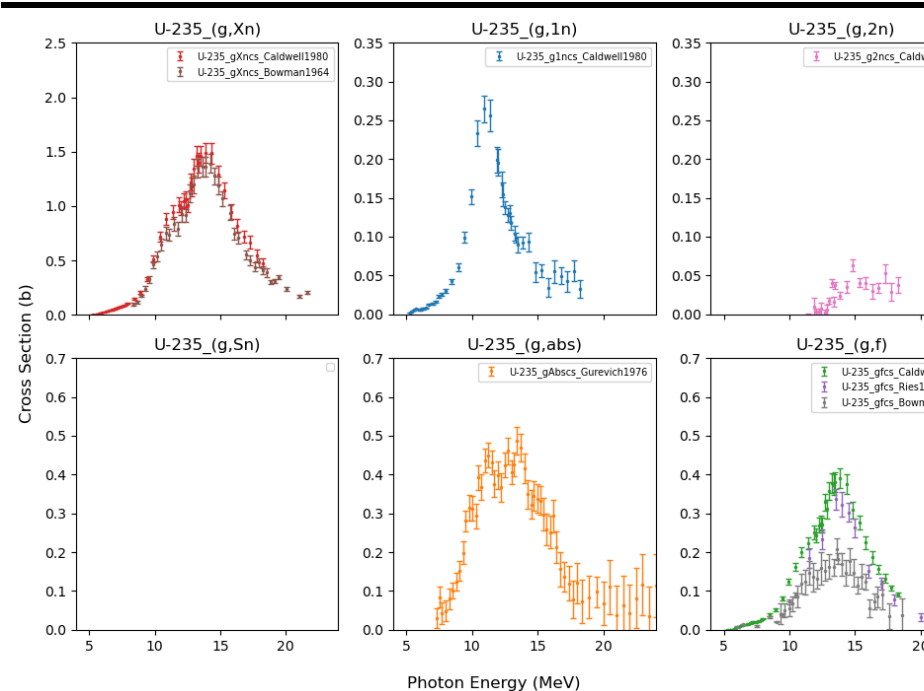 U-235_(g,Xn)
U-235_gXncs_Caldwell1980
U-235_gXncs_Bowman1964
2.5
2.0
1.5
1.0
0.5
0.0
U-235_(g,1n)
U-235_g1ncs_Caldwell1980
0.35
0.30
0.25
0.20
0.15
0.10
0.05
0.00
U-235_(g,2n)
U-235_g2ncs_Caldw
0.35
0.30
0.25
0.20
0.15
0.10
0.05
0.00
Cross Section (b)
U-235_(g,Sn)
0.7
0.6
0.5
0.4
0.3
0.2
0.1
0.0
5 10 15 20
U-235_(g,abs)
U-235_gAbscs_Gurevich1976
0.7
0.6
0.5
0.4
0.3
0.2
0.1
0.0
5 10 15 20
U-235_(g,f)
U-235_gfcs_Caldw
U-235_gfcs_Ries1
U-235_gfcs_Bown
0.7
0.6
0.5
0.4
0.3
0.2
0.1
0.0
5 10 15 20
Photon Energy (MeV)